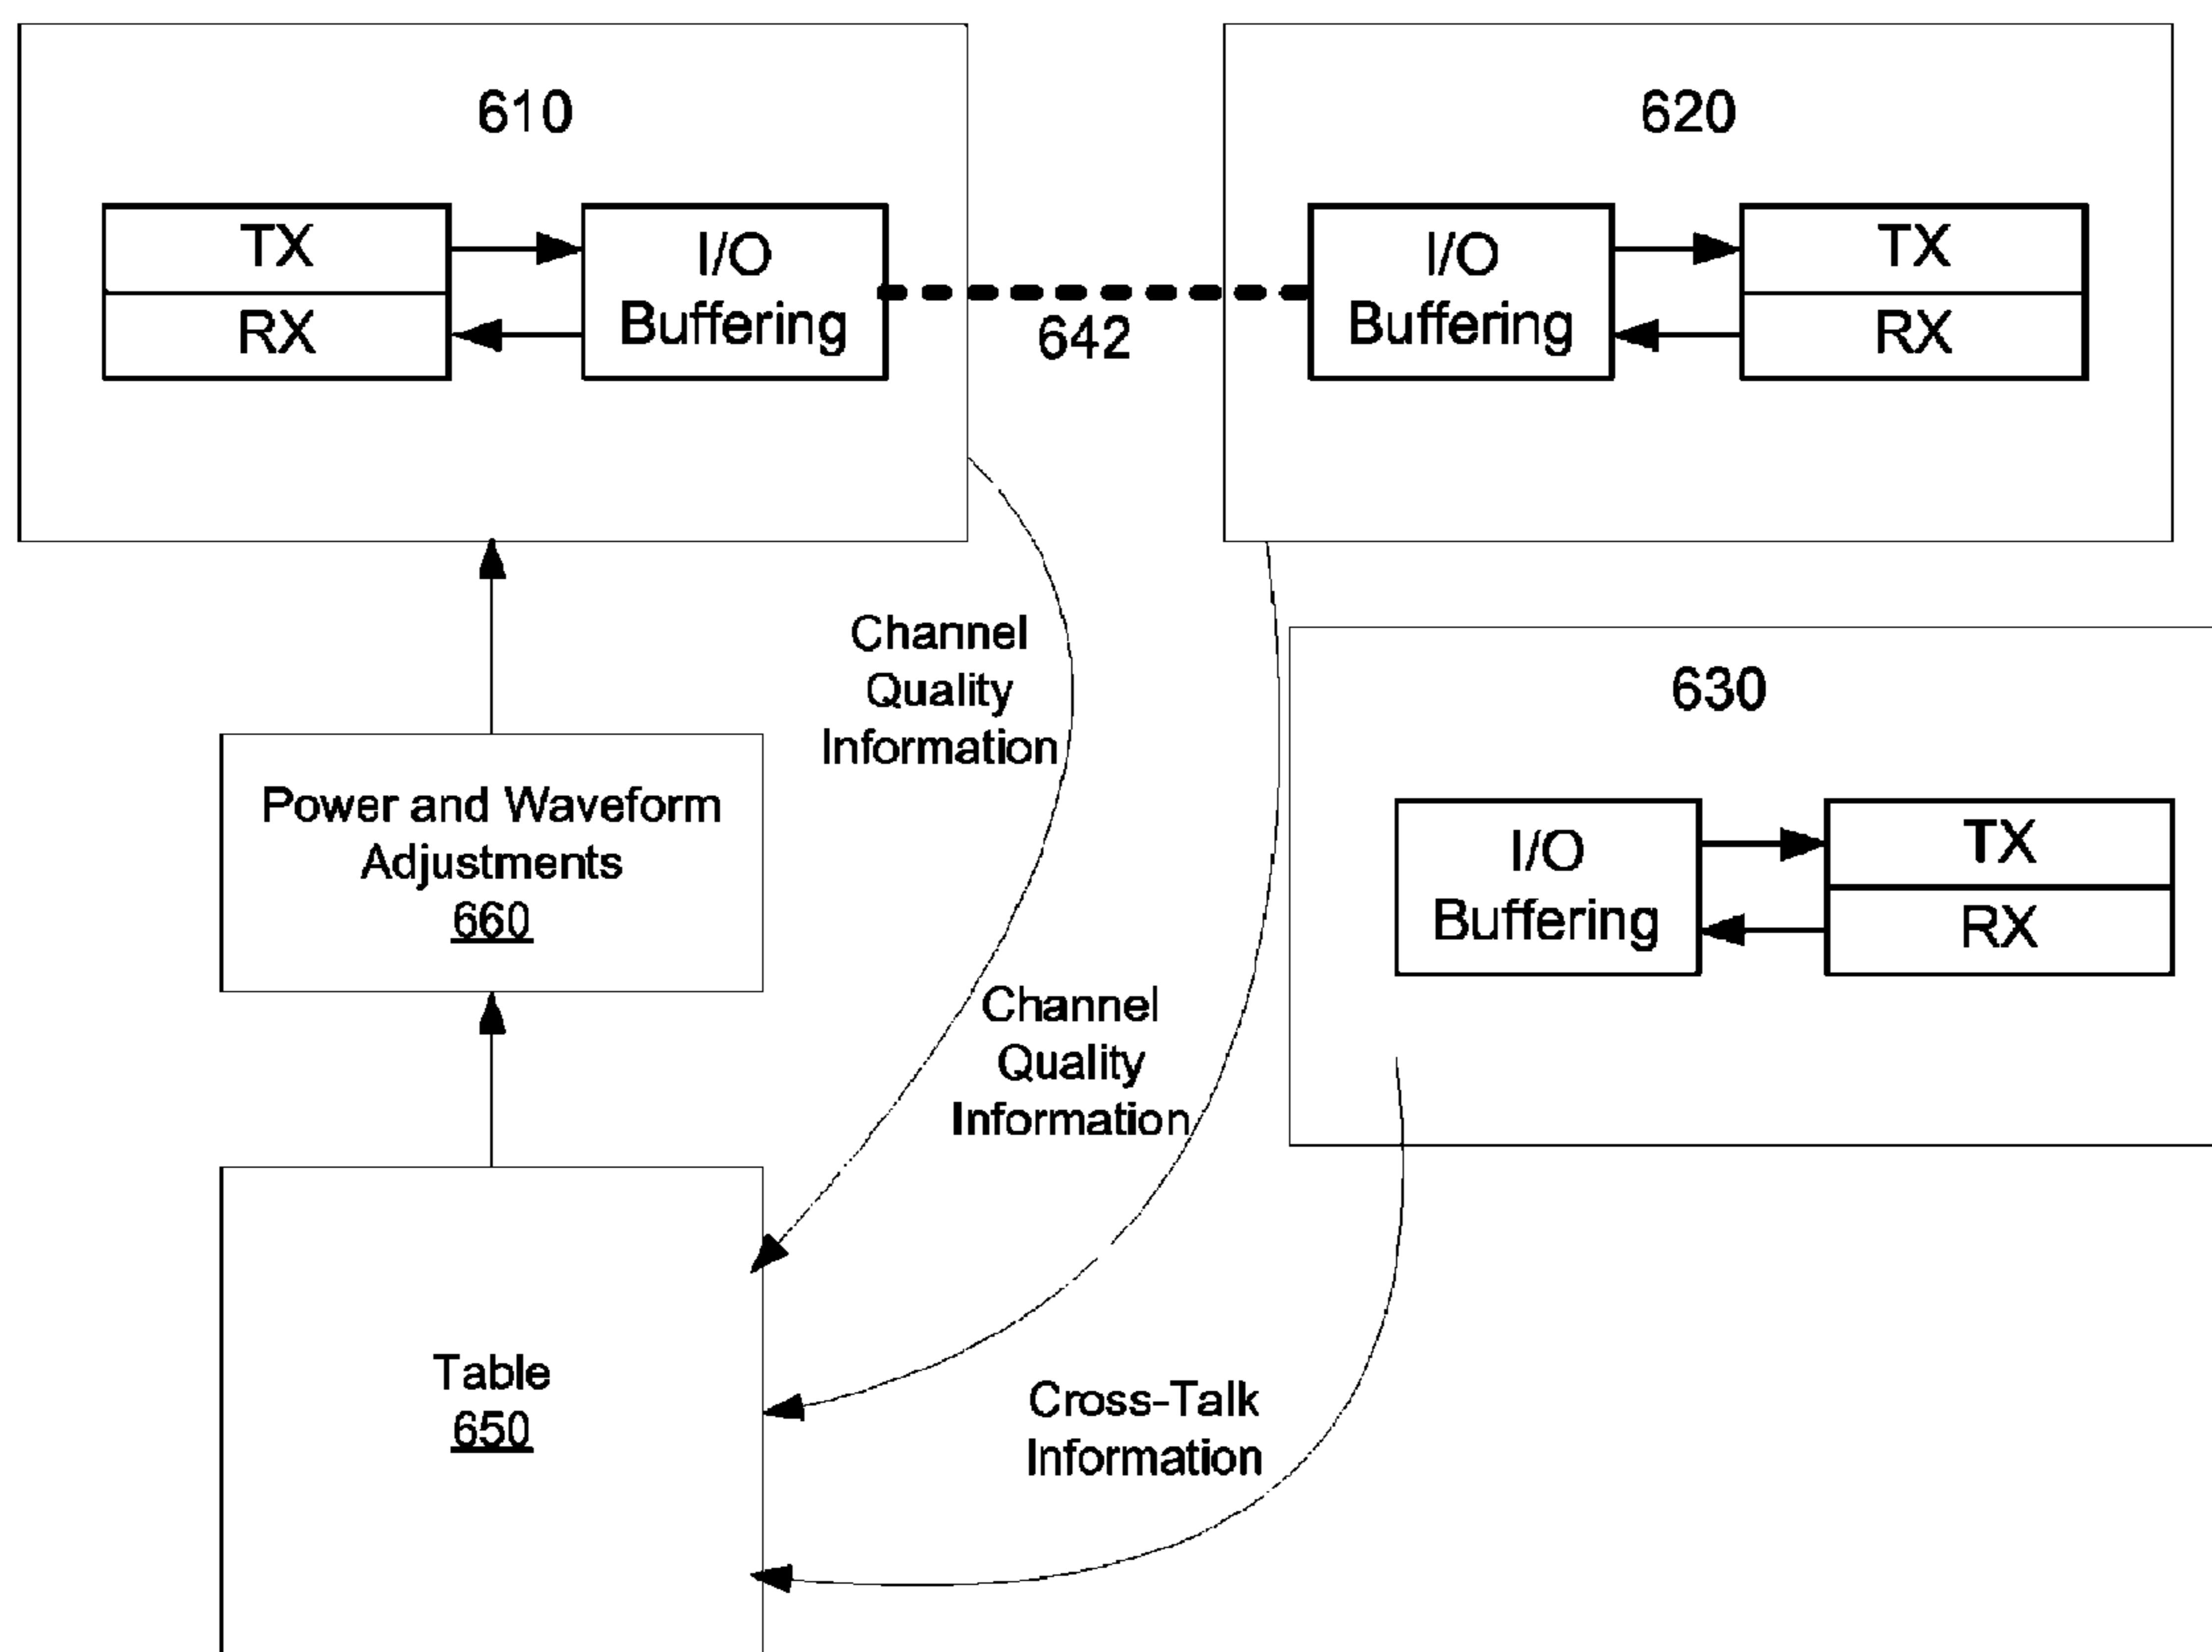 610
TX
RX
I/O
Buffering
642
620
I/O
Buffering
TX
RX
Channel
Quality
Information
630
I/O
Buffering
TX
RX
Power and Waveform
Adjustments
660
Channel
Quality
Information
Table
650
Cross-Talk
Information